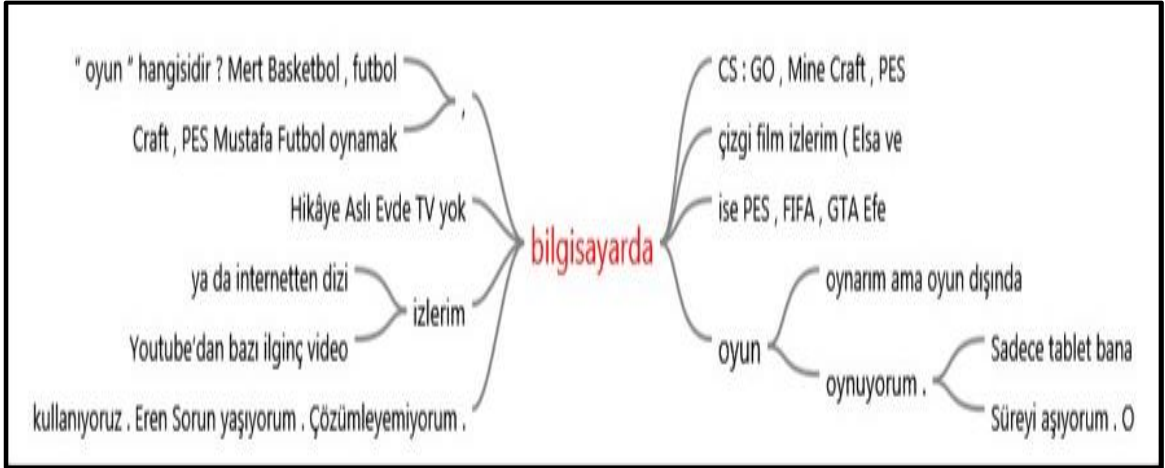 " oyun " hangisidir ? Mert Basketbol , futbol
Craft , PES Mustafa Futbol oynamak
,
Hikâye Aslı Evde TV yok
ya da internetten dizi
Youtube'dan bazı ilginç video
izlerim
kullanıyoruz . Eren Sorun yaşıyorum . Çözümleyemiyorum .
bilgisayarda
CS : GO , Mine Craft , PES
çizgi film izlerim ( Elsa ve
ise PES , FIFA , GTA Efe
oyun
oynarım ama oyun dışında
oynuyorum .
Sadece tablet bana
Süreyi aşıyorum . O